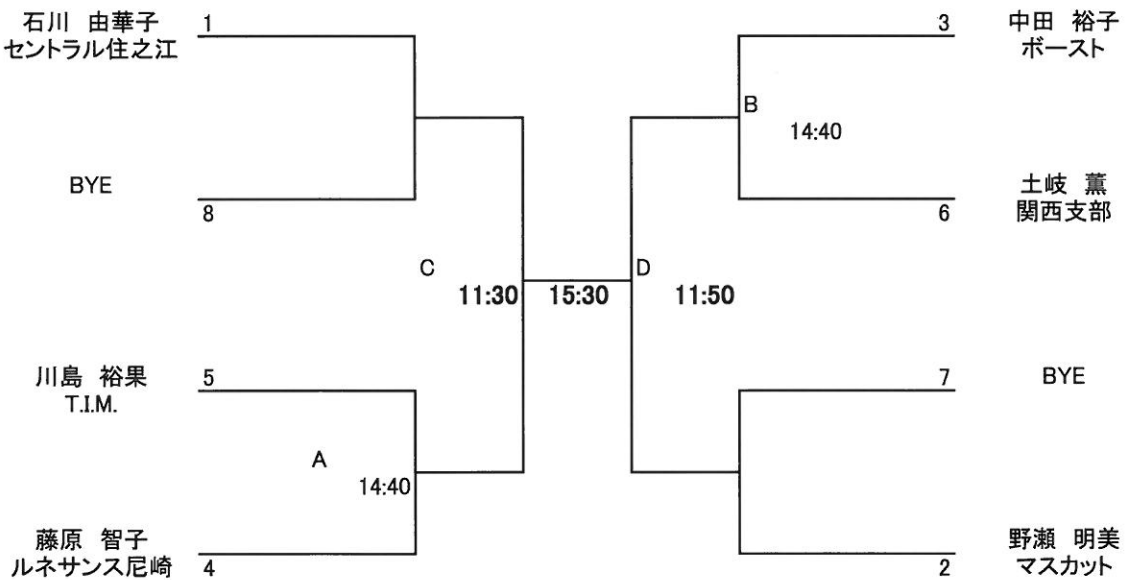 石川 由華子
セントラル住之江
1
BYE
8
C
11:30
川島 裕果
T.I.M.
5
A
14:40
藤原 智子
ルネサンス尼崎
4
15:30
3
中田 裕子
ボースト
B
14:40
土岐 薫
関西支部
6
D
11:50
7
BYE
野瀬 明美
マスカット
2